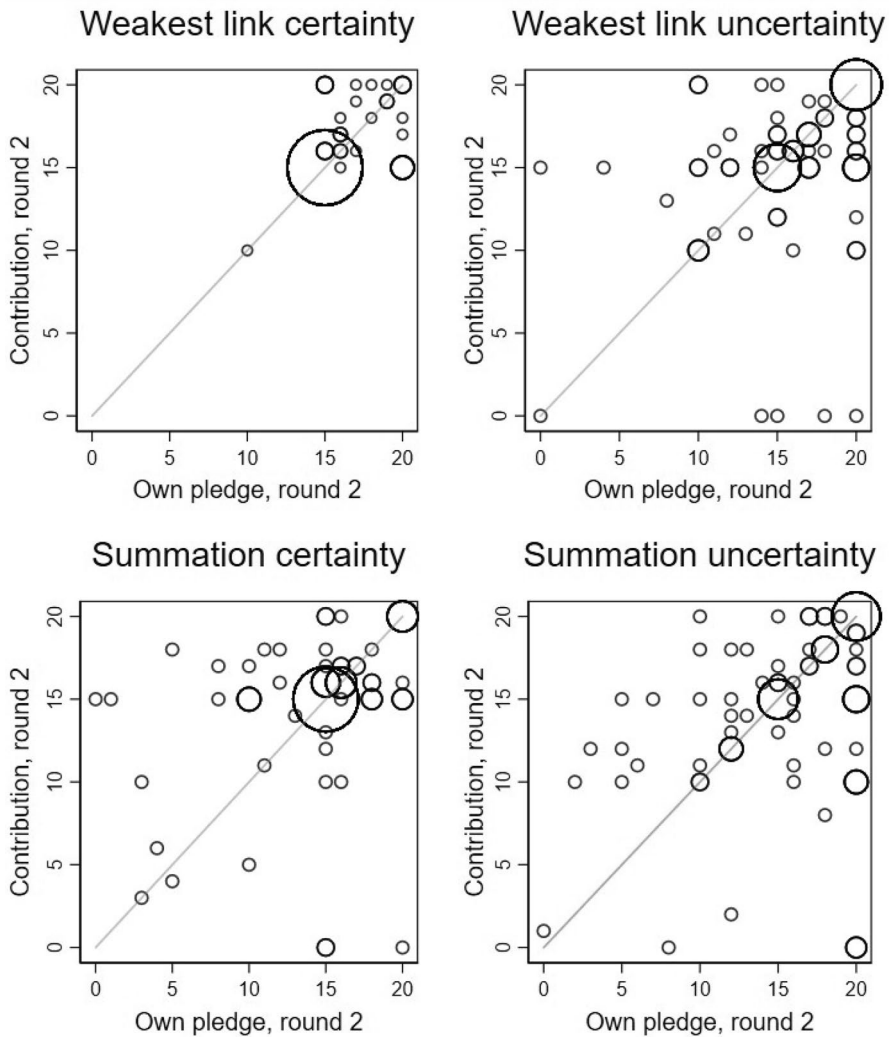 Weakest link certainty
Contribution, round 2
20
15
10
5
0
0 5 10 15 20
Own pledge, round 2
Weakest link uncertainty
Contribution, round 2
20
15
10
5
0
0 5 10 15 20
Own pledge, round 2
Summation certainty
Contribution, round 2
20
15
10
5
0
0 5 10 15 20
Own pledge, round 2
Summation uncertainty
Contribution, round 2
20
15
10
5
0
0 5 10 15 20
Own pledge, round 2